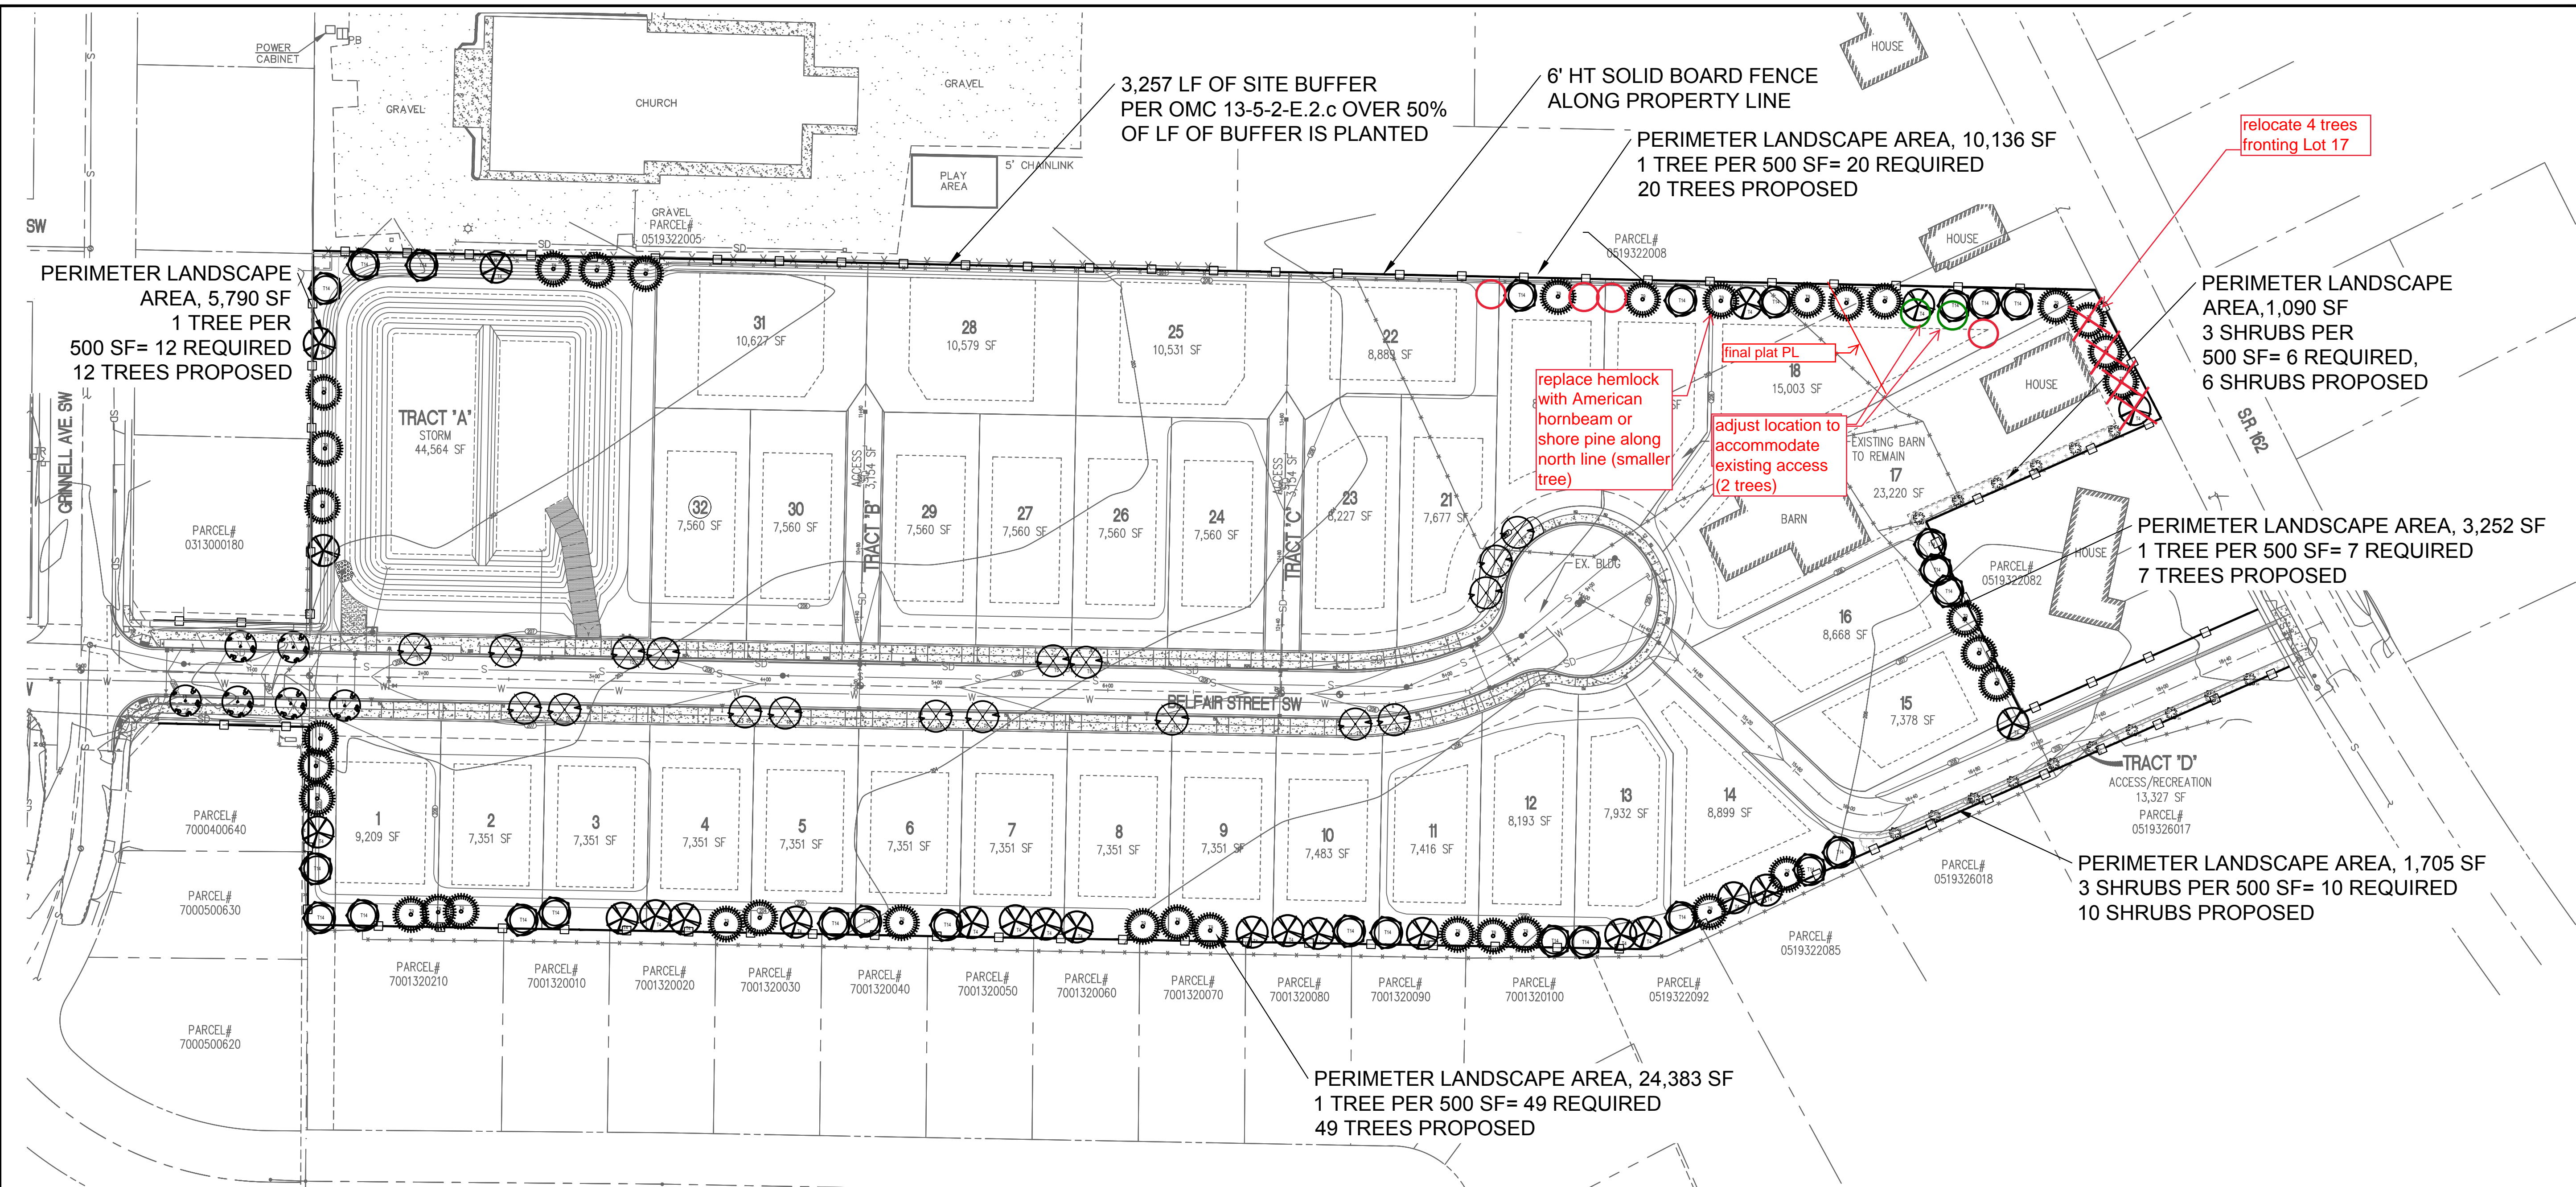 POWER
CABINET
PB
GRAVEL
CHURCH
GRAVEL
PLAY
AREA
5' CHAINLINK
GRAVEL
PARCEL#
0519322005
3,257 LF OF SITE BUFFER
PER OMC 13-5-2-E.2.c OVER 50%
OF LF OF BUFFER IS PLANTED
6' HT SOLID BOARD FENCE
ALONG PROPERTY LINE
PERIMETER LANDSCAPE AREA, 10,136 SF
1 TREE PER 500 SF= 20 REQUIRED
20 TREES PROPOSED
HOUSE
relocate 4 trees
fronting Lot 17
PARCEL#
0519322008
HOUSE
SW
PERIMETER LANDSCAPE
AREA, 5,790 SF
1 TREE PER
500 SF= 12 REQUIRED
12 TREES PROPOSED
PERIMETER LANDSCAPE
AREA,1,090 SF
3 SHRUBS PER
500 SF= 6 REQUIRED,
6 SHRUBS PROPOSED
GRINNELL AVE. SW
TRACT 'A'
STORM
44,564 SF
31
10,627 SF
28
10,579 SF
25
10,531 SF
22
8,889 SF
final plat PL
18
15,003 SF
replace hemlock
with American
hornbeam or
shore pine along
north line (smaller
tree)
adjust location to
accommodate
existing access
(2 trees)
HOUSE
EXISTING BARN
TO REMAIN
17
23,220 SF
BARN
S.R. 162
PARCEL#
0313000180
32
7,560 SF
30
7,560 SF
ACCESS
3,154 SF
TRACT 'B'
29
7,560 SF
27
7,560 SF
26
7,560 SF
24
7,560 SF
ACCESS
3,154 SF
TRACT 'C'
23
8,227 SF
21
7,677 SF
EX. BLDG
HOUSE
PARCEL#
0519322082
PERIMETER LANDSCAPE AREA, 3,252 SF
1 TREE PER 500 SF= 7 REQUIRED
7 TREES PROPOSED
16
8,668 SF
15
7,378 SF
BELFAIR STREET SW
TRACT 'D'
ACCESS/RECREATION
13,327 SF
PARCEL#
0519326017
PARCEL#
7000400640
1
9,209 SF
2
7,351 SF
3
7,351 SF
4
7,351 SF
5
7,351 SF
6
7,351 SF
7
7,351 SF
8
7,351 SF
9
7,351 SF
10
7,483 SF
11
7,416 SF
12
8,193 SF
13
7,932 SF
14
8,899 SF
PARCEL#
0519326018
PERIMETER LANDSCAPE AREA, 1,705 SF
3 SHRUBS PER 500 SF= 10 REQUIRED
10 SHRUBS PROPOSED
PARCEL#
7000500630
PARCEL#
0519322085
PARCEL#
7001320210
PARCEL#
7001320010
PARCEL#
7001320020
PARCEL#
7001320030
PARCEL#
7001320040
PARCEL#
7001320050
PARCEL#
7001320060
PARCEL#
7001320070
PARCEL#
7001320080
PARCEL#
7001320090
PARCEL#
7001320100
PARCEL#
0519322092
PARCEL#
7000500620
PERIMETER LANDSCAPE AREA, 24,383 SF
1 TREE PER 500 SF= 49 REQUIRED
49 TREES PROPOSED